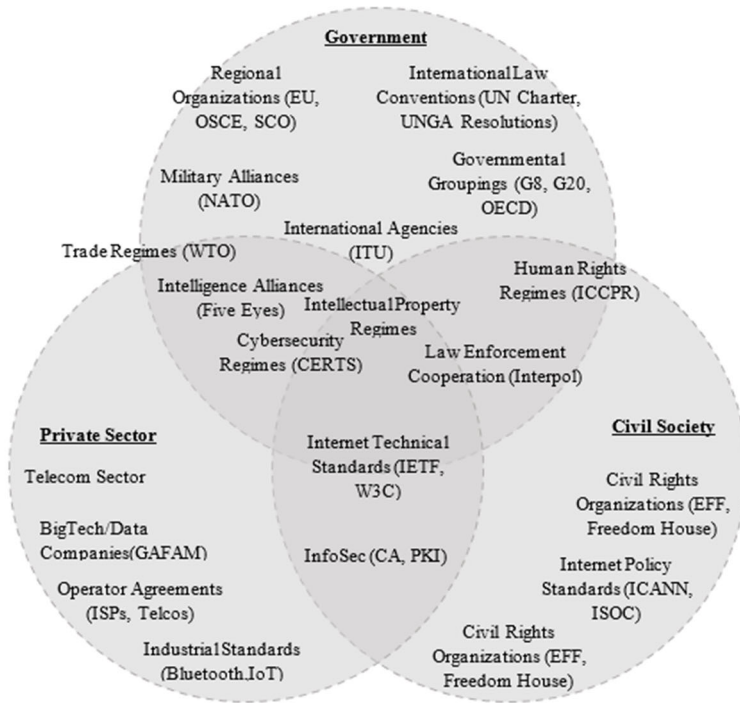 Government
Regional
Organizations (EU,
OSCE, SCO)
International Law
Conventions (UN Charter,
UNGA Resolutions)
Military Alliances
(NATO)
Governmental
Groupings (G8, G20,
OECD)
International Agencies
(ITU)
Trade Regimes (WTO)
Intelligence Alliances
(Five Eyes)
Intellectual Property
Regimes
Human Rights
Regimes (ICCPR)
Cybersecurity
Regimes (CERTS)
Law Enforcement
Cooperation (Interpol)
Private Sector
Telecom Sector
BigTech/Data
Companies(GAFAM)
Operator Agreements
(ISPs, Telcos)
Industrial Standards
(Bluetooth,IoT)
Internet Technical
Standards (IETF,
W3C)
InfoSec (CA, PKI)
Civil Society
Civil Rights
Organizations (EFF,
Freedom House)
Internet Policy
Standards (ICANN,
ISOC)
Civil Rights
Organizations (EFF,
Freedom House)